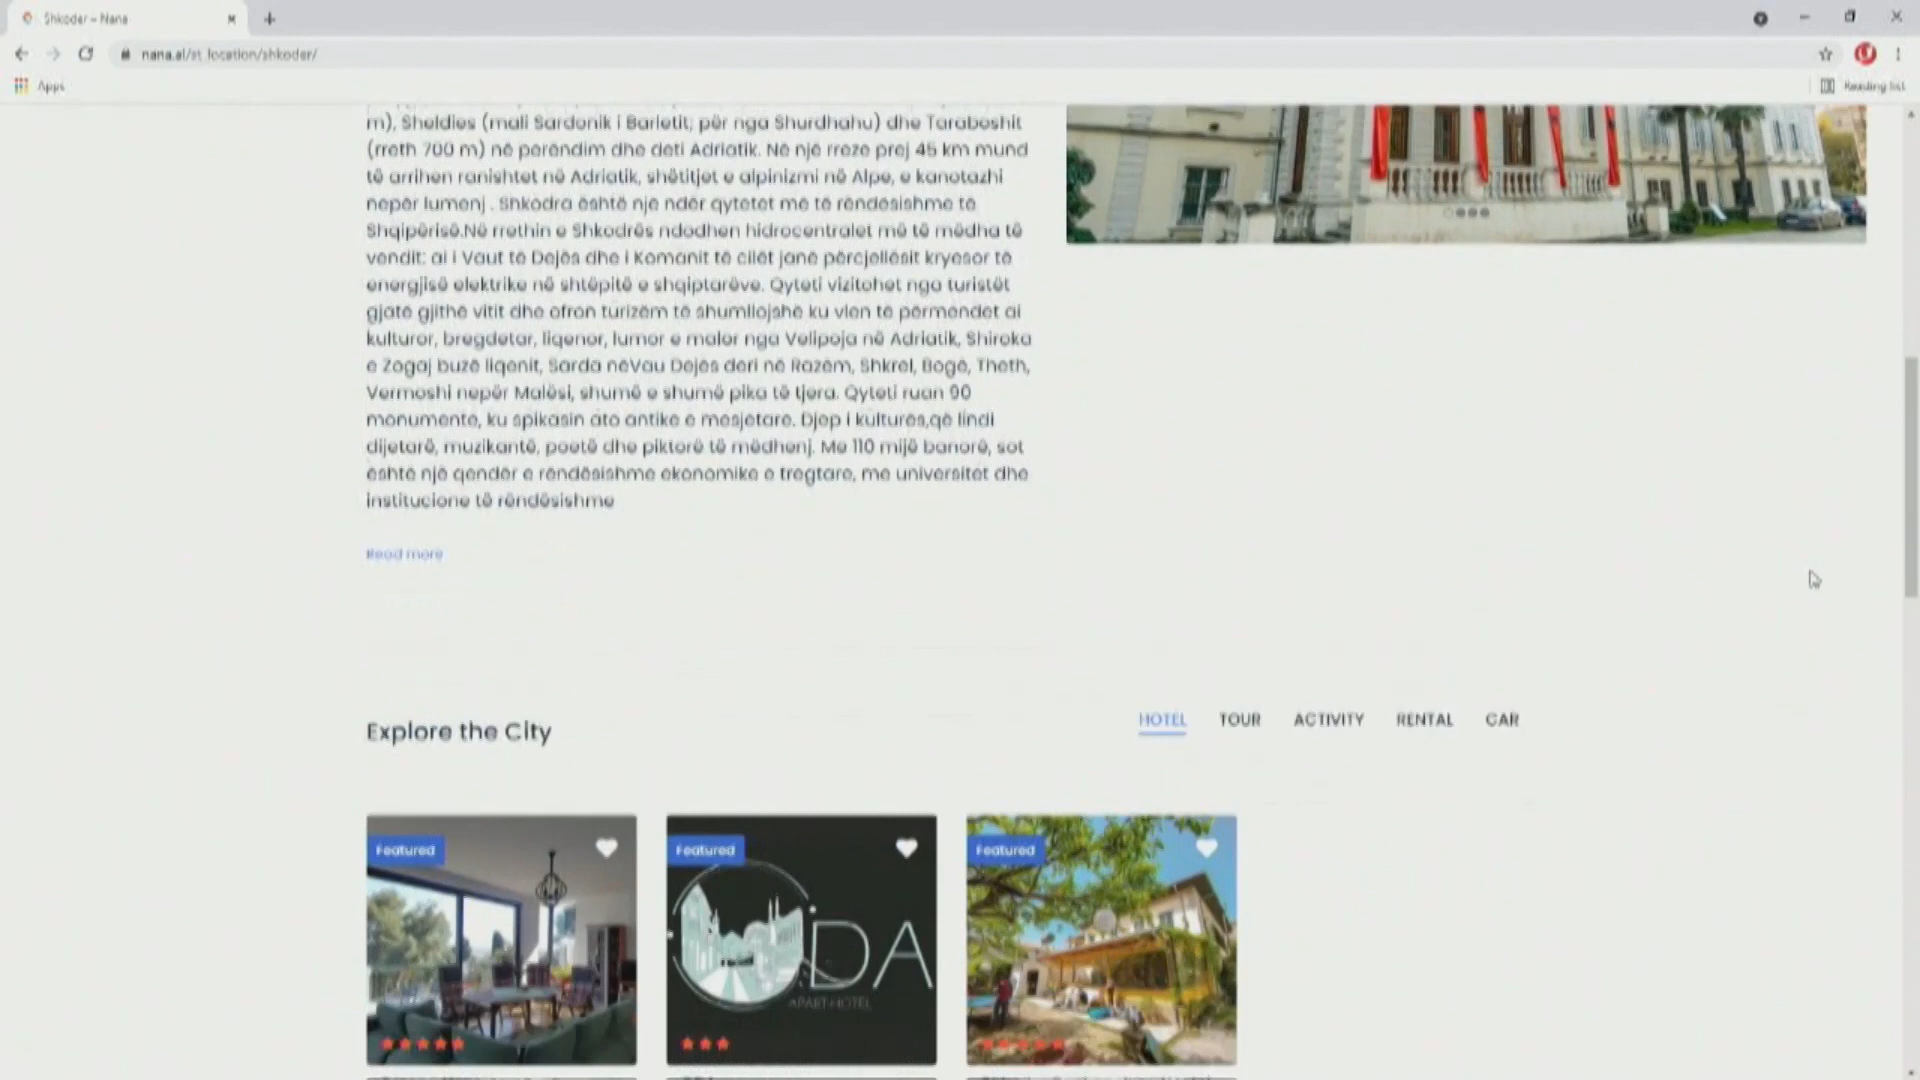 Shkoder – Nana
nana.al/st_location/shkoder/
Apps
Reading list
m), Sheldies (mali Sardonik i Barletit; për nga Shurdhahu) dhe Taraboshit
(rreth 700 m) në perëndim dhe deti Adriatik. Në një rreze prej 45 km mund
të arrihen ranishtet në Adriatik, shëtitjet e alpinizmi në Alpe, e kanotazhi
nepër lumenj . Shkodra është një ndër qytetet më të rëndësishme të
Shqipërisë.Në rrethin e Shkodrës ndodhen hidrocentralet më të mëdha të
vendit: ai i Vaut të Dejës dhe i Komanit të cilët janë përcjellësit kryesor të
energjisë elektrike në shtëpitë e shqiptarëve. Qyteti vizitohet nga turistët
gjatë gjithë vitit dhe ofron turizëm të shumllojshë ku vlen të përmendet ai
kulturor, bregdetar, liqenor, lumor e malor nga Velipoja në Adriatik, Shiroka
e Zogaj buzë liqenit, Sarda nëVau Dejës deri në Razëm, Shkrel, Bogë, Theth,
Vermoshi nepër Malësi, shumë e shumë pika të tjera. Qyteti ruan 90
monumente, ku spikasin ato antike e mesjetare. Djep i kulturës,që lindi
dijetarë, muzikantë, poetë dhe piktorë të mëdhenj. Me 110 mijë banorë, sot
është një qendër e rëndësishme ekonomike e tregtare, me universitet dhe
institucione të rëndësishme
Read more
Explore the City
HOTEL TOUR ACTIVITY RENTAL CAR
Featured
Featured
Featured
ODA
APART-HOTEL